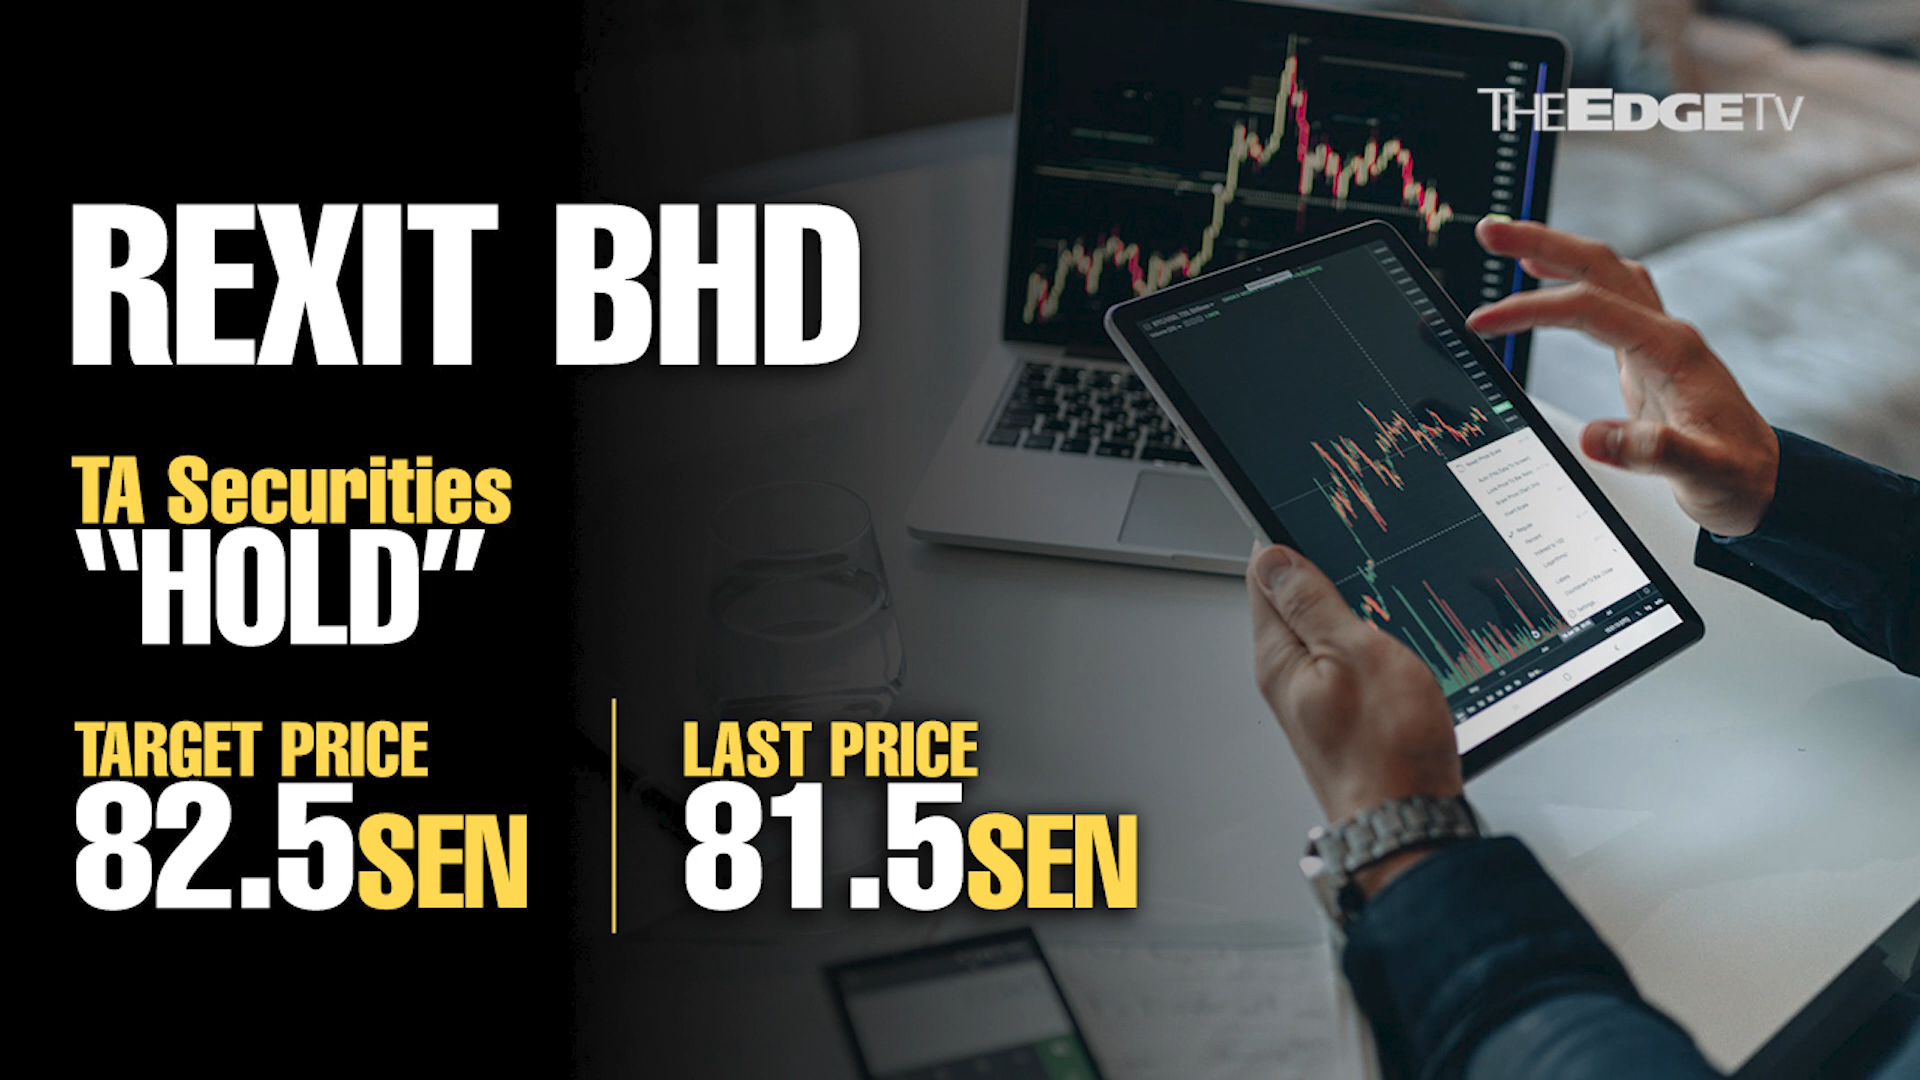 THEEDGETV
REXIT BHD
TA Securities
“HOLD”
TARGET PRICE
82.5SEN
LAST PRICE
81.5SEN